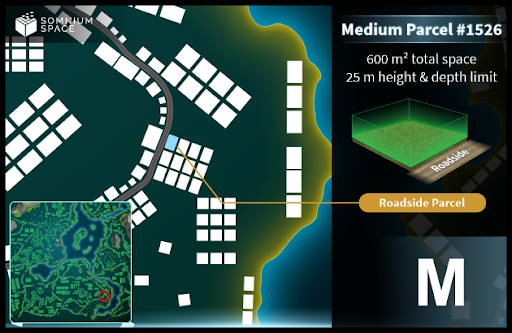 SOMNIUM
SPACE
Medium Parcel #1526
600 m² total space
25 m height & depth limit
Roadside
Roadside Parcel
M